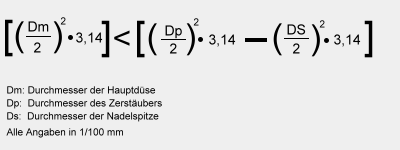 [(Dm/2)²•3,14]<[(Dp/2)²•3,14 — (DS/2)²•3,14]
Dm: Durchmesser der Hauptdüse
Dp: Durchmesser des Zerstäubers
Ds: Durchmesser der Nadelspitze
Alle Angaben in 1/100 mm